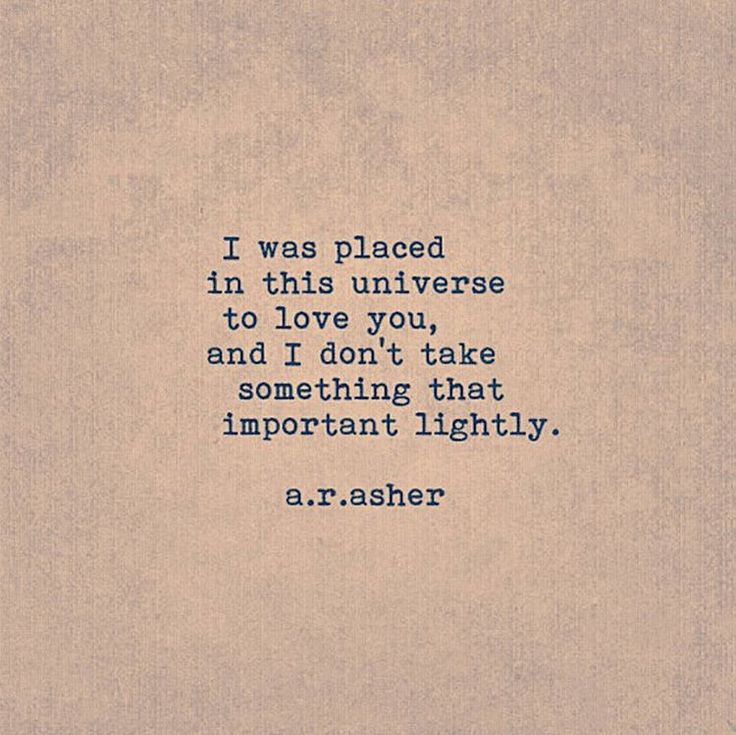 I was placed
in this universe
to love you,
and I don't take
something that
important lightly.
a.r.asher